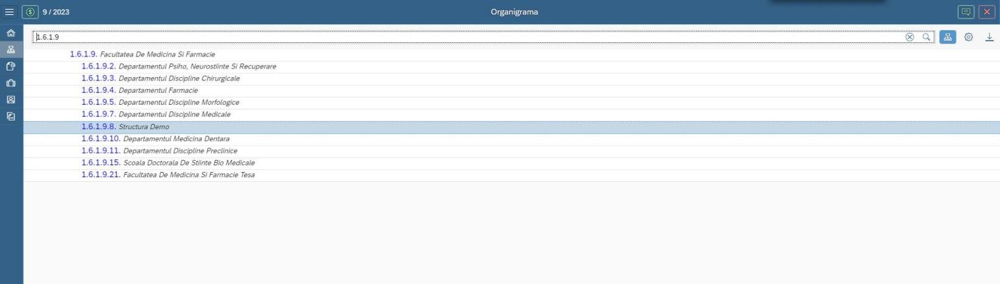 9 / 2023
Organigrama
1.6.1.9
1.6.1.9. Facultatea De Medicina Si Farmacie
1.6.1.9.2. Departamentul Psiho, Neurostiinte Si Recuperare
1.6.1.9.3. Departamentul Discipline Chirurgicale
1.6.1.9.4. Departamentul Farmacie
1.6.1.9.5. Departamentul Discipline Morfologice
1.6.1.9.7. Departamentul Discipline Medicale
1.6.1.9.8. Structura Demo
1.6.1.9.10. Departamentul Medicina Dentara
1.6.1.9.11. Departamentul Discipline Preclinice
1.6.1.9.15. Scoala Doctorala De Stiinte Bio Medicale
1.6.1.9.21. Facultatea De Medicina Si Farmacie Tesa